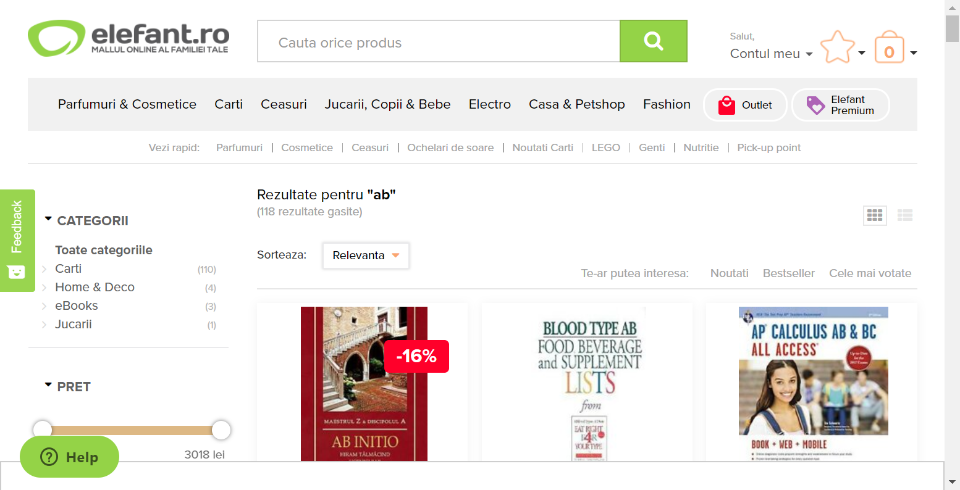 elefant.ro
MALLUL ONLINE AL FAMILIEI TALE
Cauta orice produs
Salut,
Contul meu
0
Parfumuri & Cosmetice Carti Ceasuri Jucarii, Copii & Bebe Electro Casa & Petshop Fashion Outlet Elefant Premium
Vezi rapid: Parfumuri | Cosmetice | Ceasuri | Ochelari de soare | Noutati Carti | LEGO | Genti | Nutritie | Pick-up point
Feedback
CATEGORII
Toate categoriile
Carti (110)
Home & Deco (4)
eBooks (3)
Jucarii (1)
PRET
3018 lei
Help
Rezultate pentru "ab"
(118 rezultate gasite)
Sorteaza: Relevanta
Te-ar putea interesa: Noutati Bestseller Cele mai votate
-16%
MAESTRUL Z & DISCIPOLUL A
AB INITIO
BLOOD TYPE AB
FOOD BEVERAGE
and SUPPLEMENT
LISTS
from
EAT RIGHT
4
YOUR TYPE
AP CALCULUS AB & BC
ALL ACCESS
BOOK + WEB + MOBILE